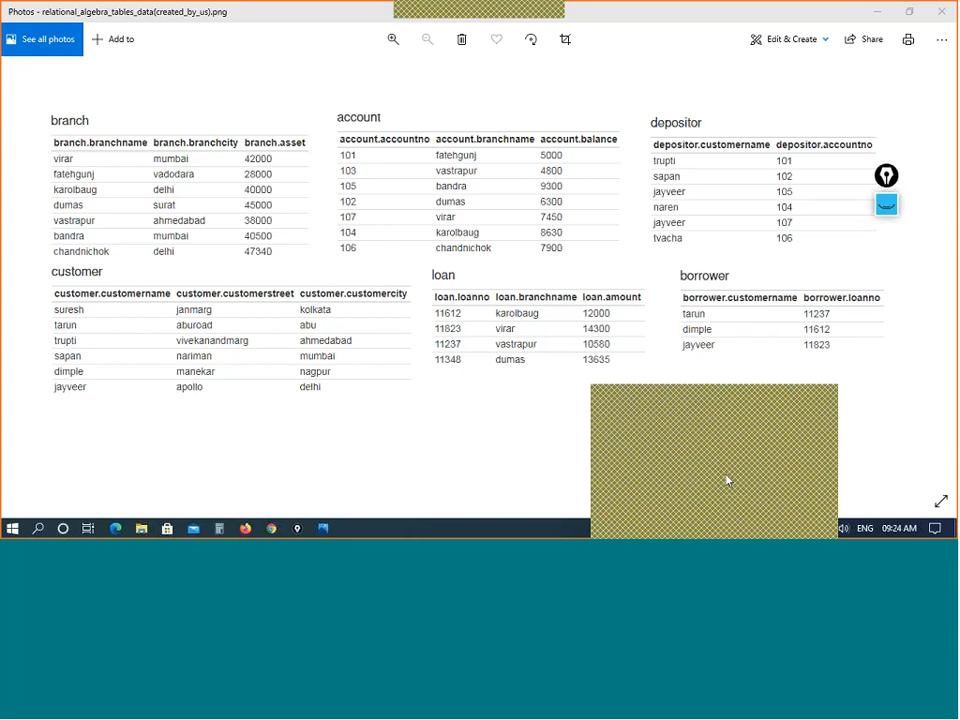 Photos - relational_algebra_tables_data(created_by_us).png
See all photos
Add to
Edit & Create
Share
branch
branch.branchname branch.branchcity branch.asset
virar mumbai 42000
fatehgunj vadodara 28000
karolbaug delhi 40000
dumas surat 45000
vastrapur ahmedabad 38000
bandra mumbai 40500
chandnichok delhi 47340
account
account.accountno account.branchname account.balance
101 fatehgunj 5000
103 vastrapur 4800
105 bandra 9300
102 dumas 6300
107 virar 7450
104 karolbaug 8630
106 chandnichok 7900
depositor
depositor.customername depositor.accountno
trupti 101
sapan 102
jayveer 105
naren 104
jayveer 107
tvacha 106
customer
customer.customername customer.customerstreet customer.customercity
suresh janmarg kolkata
tarun aburoad abu
trupti vivekanandmarg ahmedabad
sapan nariman mumbai
dimple manekar nagpur
jayveer apollo delhi
loan
loan.loanno loan.branchname loan.amount
11612 karolbaug 12000
11823 virar 14300
11237 vastrapur 10580
11348 dumas 13635
borrower
borrower.customername borrower.loanno
tarun 11237
dimple 11612
jayveer 11823
ENG 09:24 AM